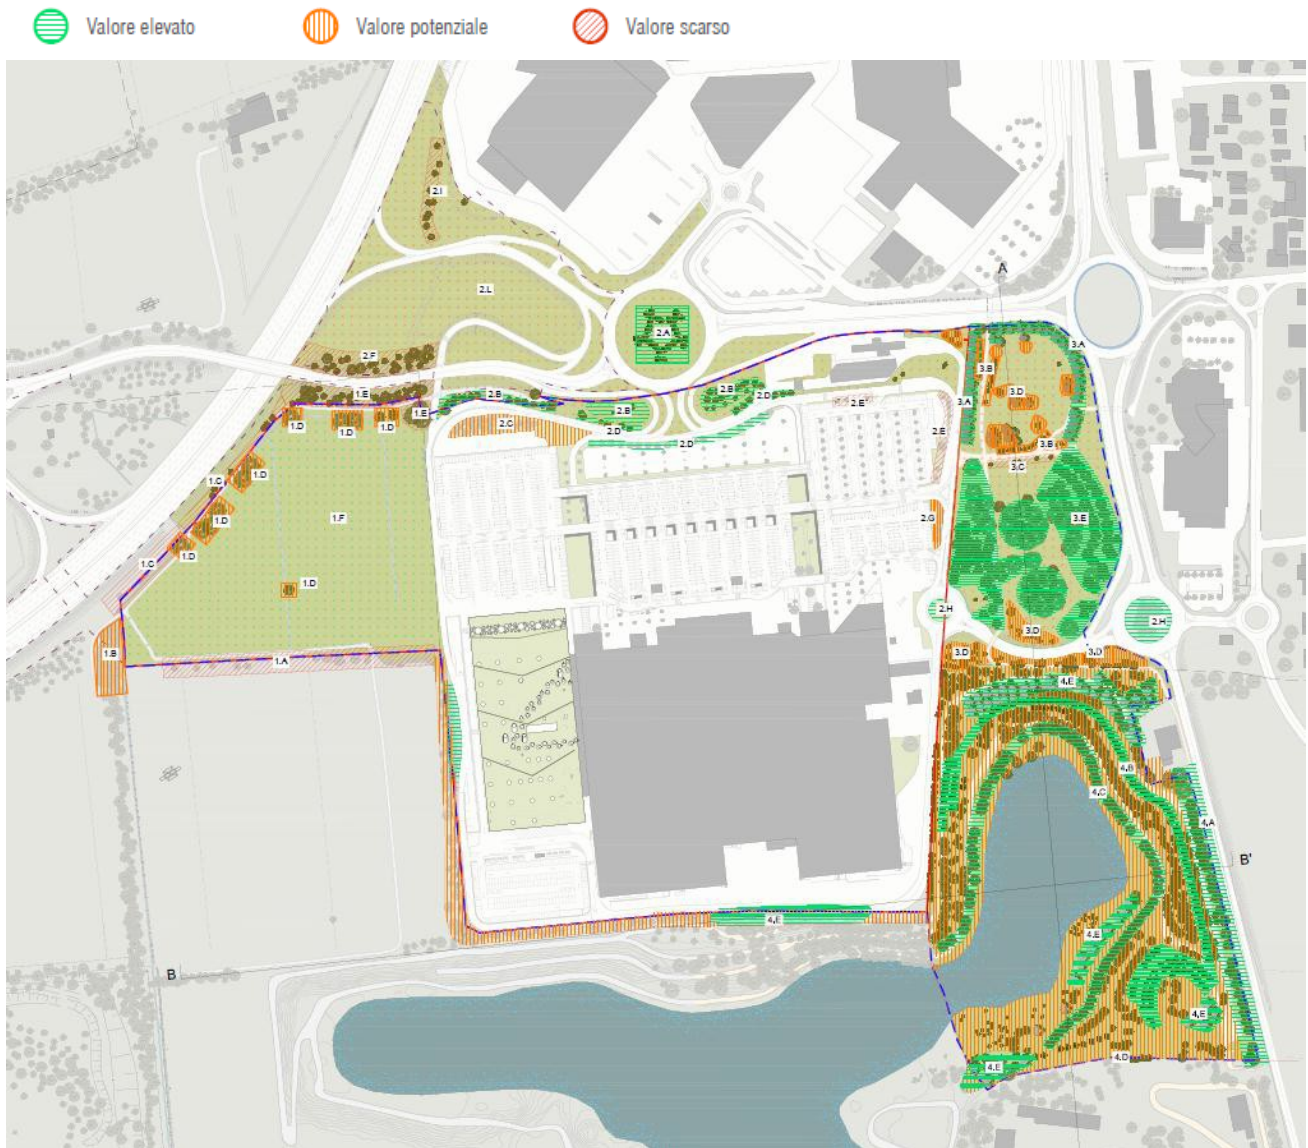 Valore elevato Valore potenziale Valore scarso
2.I
A
2.L
2.A
3.A
2.F
3.B
3.D
1.E
2.B
2.B
2.D
2.E
3.A
1.E
2.B
1.D
1.D
1.D
2.C
2.D
2.D
2.E
3.B
3.C
1.C
1.D
1.D
1.F
2.G
3.E
1.D
1.C
1.D
2.H
2.H
3.D
1.B
1.A
3.D
3.D
4.E
4.B
4.C
4.A
B'
4.E
4.E
B
4.E
4.D
4.E